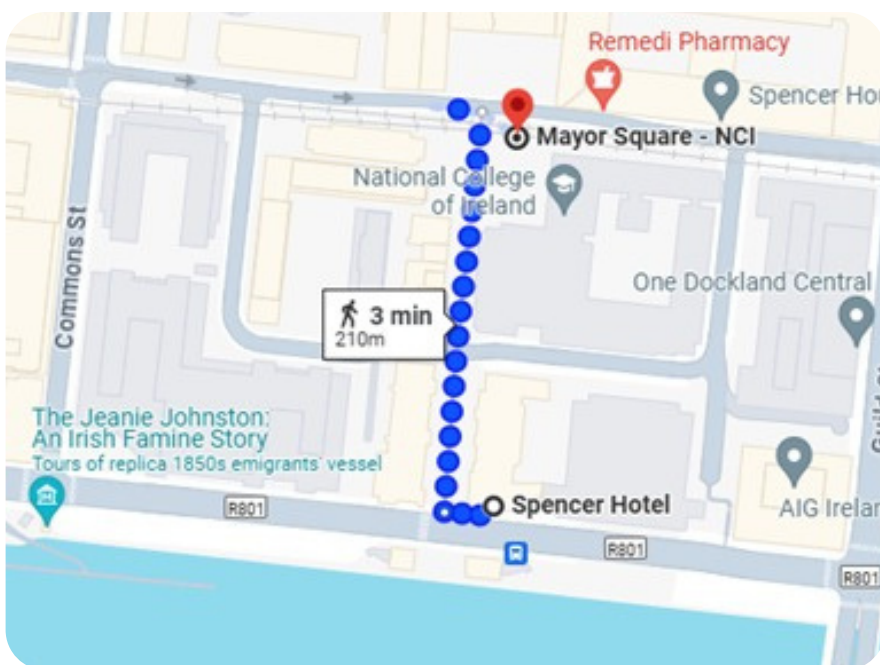 Remedi Pharmacy
Spencer Ho
Mayor Square - NCI
National College
of Ireland
Commons St
One Dockland Central
3 min
210m
The Jeanie Johnston:
An Irish Famine Story
Tours of replica 1850s emigrants' vessel
Spencer Hotel
AIG Irelan
R801
R801
R801